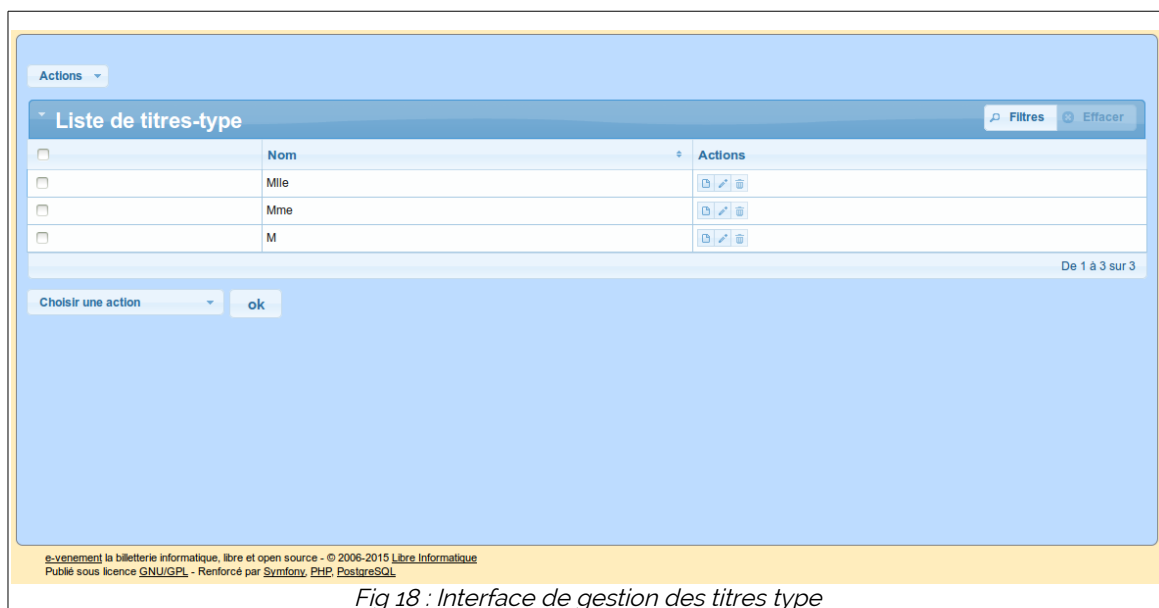 Actions
Liste de titres-type
Filtres Effacer
Nom Actions
Mlle
Mme
M
De 1 à 3 sur 3
Choisir une action ok
e-venement la billetterie informatique, libre et open source - © 2006-2015 Libre Informatique
Publié sous licence GNU/GPL - Renforcé par Symfony, PHP, PostgreSQL
Fig 18 : Interface de gestion des titres type